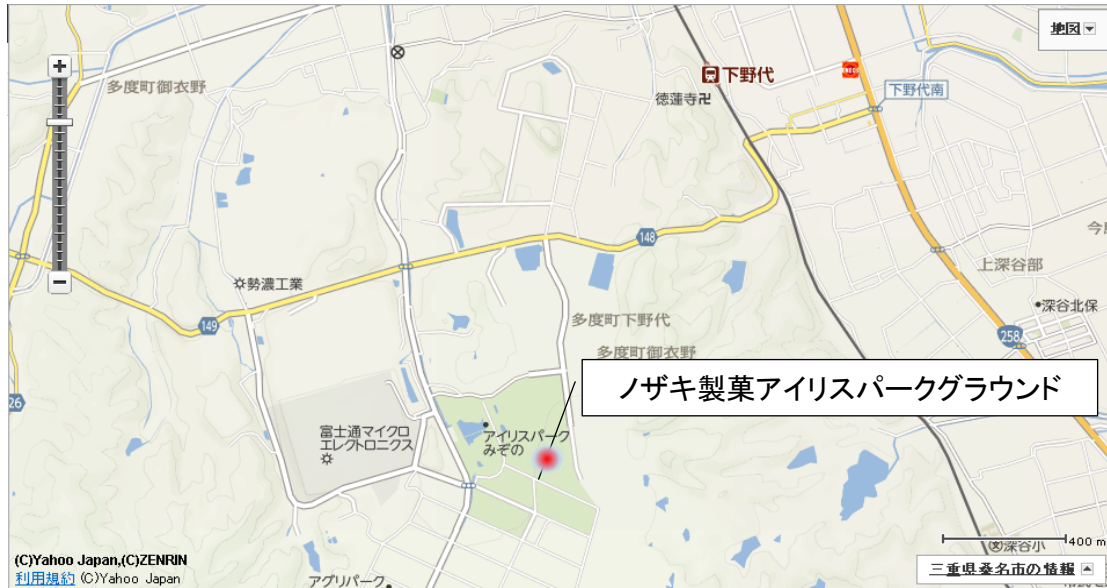 地図
多度町御衣野
下野代
徳蓮寺
下野代南
148
今島
上深谷部
勢濃工業
深谷北保
149
258
多度町下野代
多度町御衣野
26
ノザキ製菓アイリスパークグラウンド
富士通マイクロ
エレクトロニクス
アイリスパーク
みぞの
400 m
深谷小
(C)Yahoo Japan,(C)ZENRIN
利用規約 (C)Yahoo Japan
アグリパーク
三重県桑名市の情報